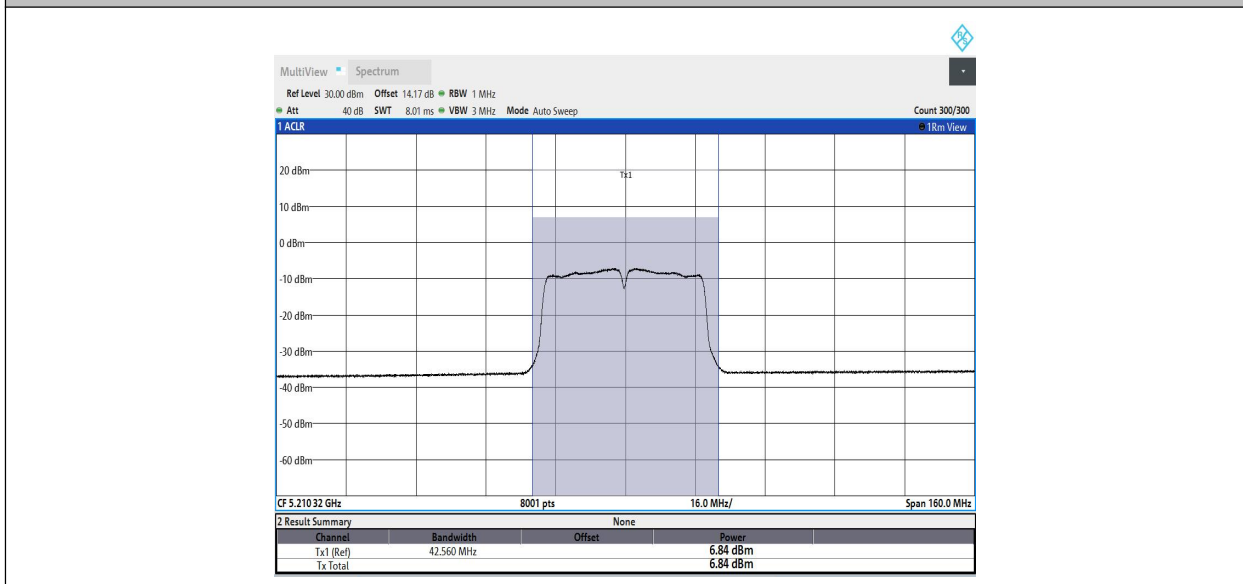 R S
MultiView Spectrum
Ref Level 30.00 dBm Offset 14.17 dB RBW 1 MHz
Att 40 dB SWT 8.01 ms VBW 3 MHz Mode Auto Sweep Count 300/300
1 ACLR 1Rm View
Tx1
20 dBm
10 dBm
0 dBm
-10 dBm
-20 dBm
-30 dBm
-40 dBm
-50 dBm
-60 dBm
CF 5.210 32 GHz 8001 pts 16.0 MHz/ Span 160.0 MHz
2 Result Summary None
Channel Bandwidth Offset Power
Tx1 (Ref) 42.560 MHz 6.84 dBm
Tx Total 6.84 dBm